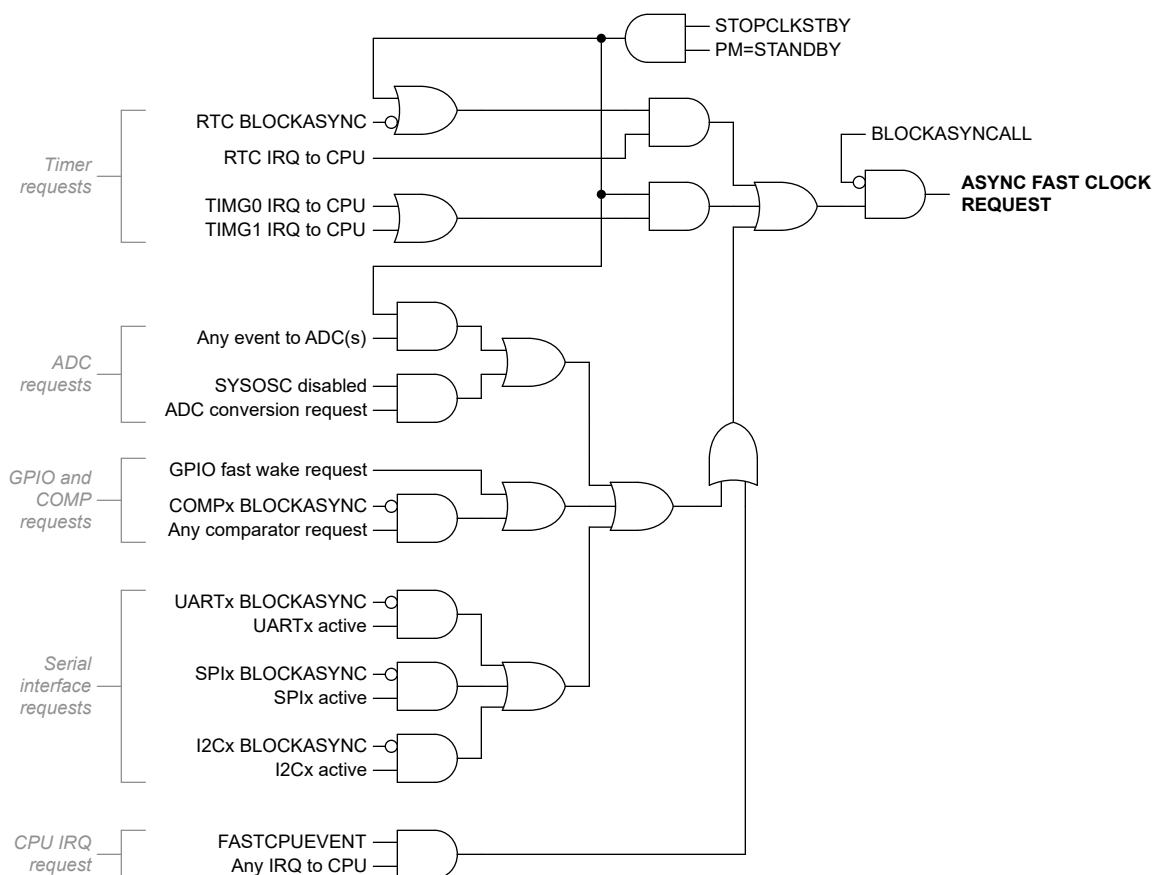 STOPCLKSTBY
PM=STANDBY
Timer
requests
RTC BLOCKASYNC
RTC IRQ to CPU
TIMG0 IRQ to CPU
TIMG1 IRQ to CPU
BLOCKASYNCALL
ASYNC FAST CLOCK
REQUEST
ADC
requests
Any event to ADC(s)
SYSOSC disabled
ADC conversion request
GPIO and
COMP
requests
GPIO fast wake request
COMPx BLOCKASYNC
Any comparator request
Serial
interface
requests
UARTx BLOCKASYNC
UARTx active
SPIx BLOCKASYNC
SPIx active
I2Cx BLOCKASYNC
I2Cx active
CPU IRQ
request
FASTCPUEVENT
Any IRQ to CPU